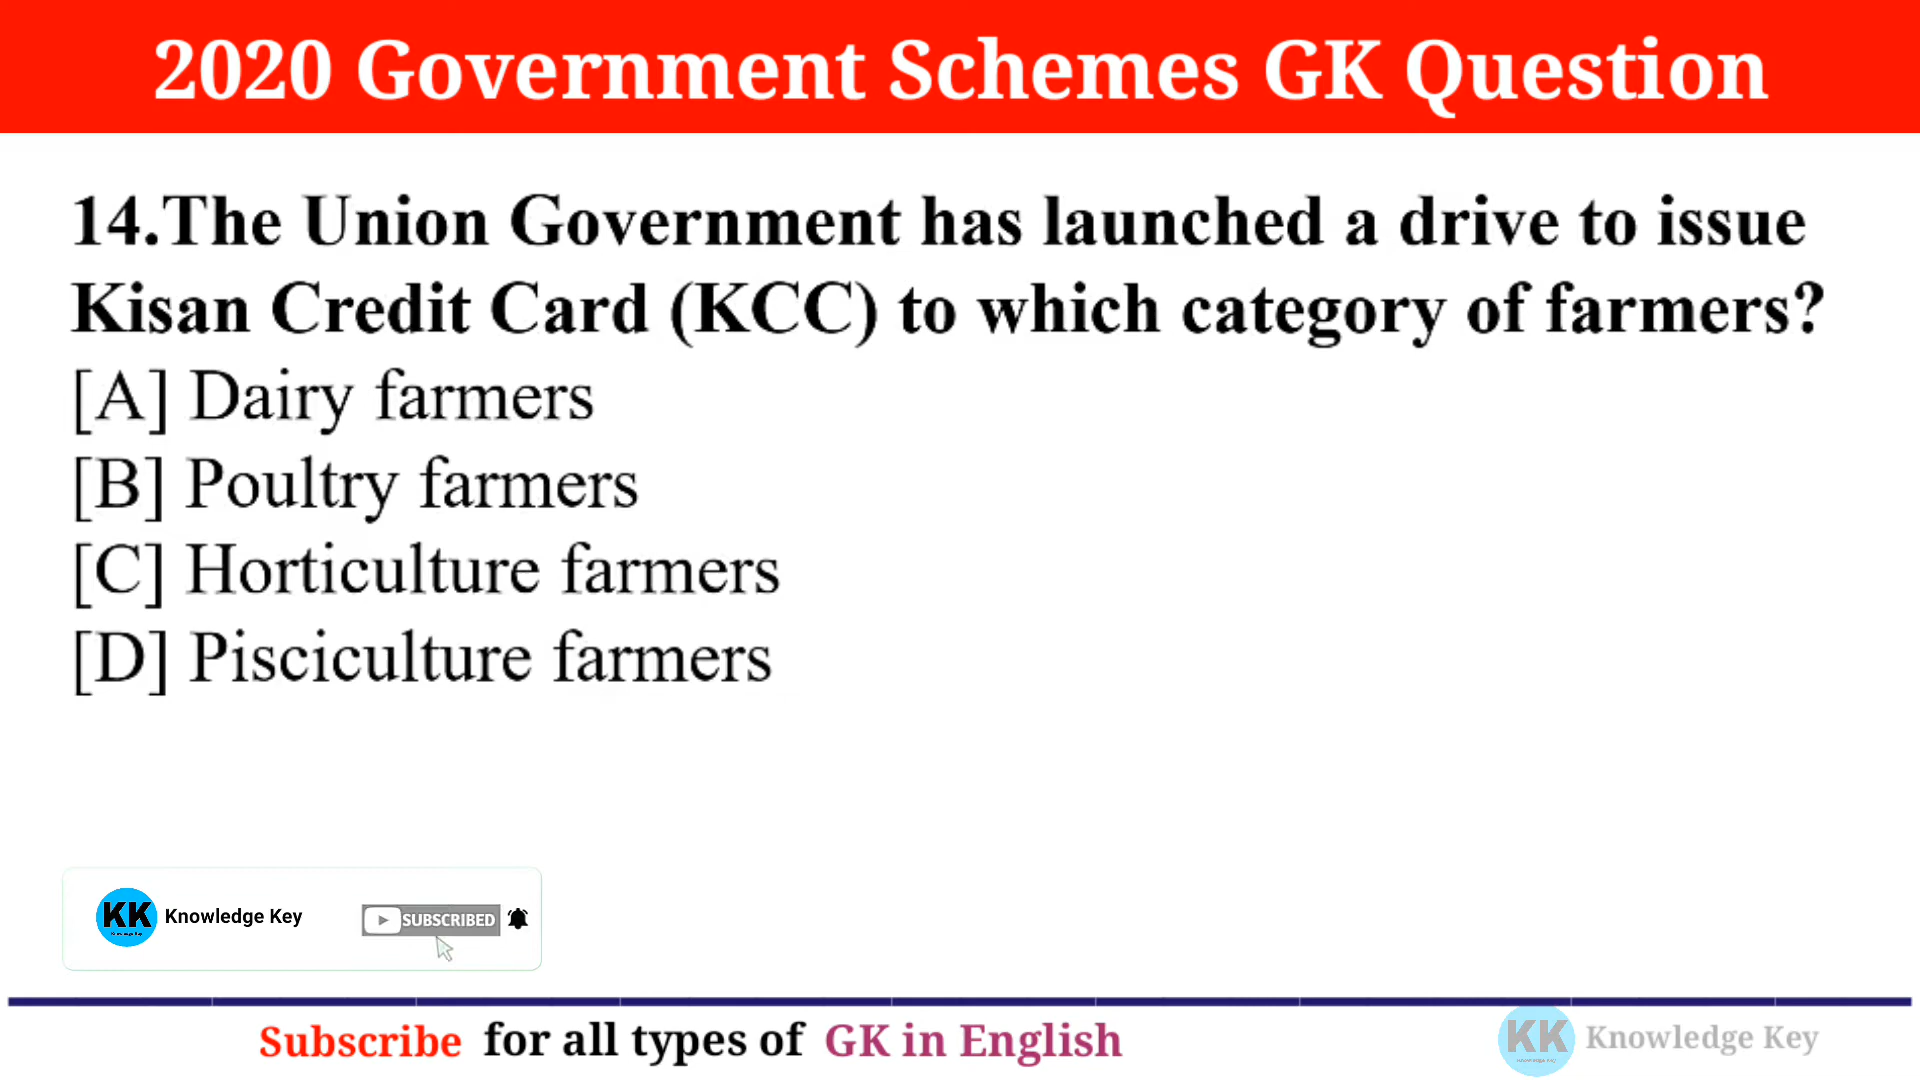 2020 Government Schemes GK Question
14.The Union Government has launched a drive to issue
Kisan Credit Card (KCC) to which category of farmers?
[A] Dairy farmers
[B] Poultry farmers
[C] Horticulture farmers
[D] Pisciculture farmers
KK Knowledge Key SUBSCRIBED
Subscribe for all types of GK in English
KK Knowledge Key